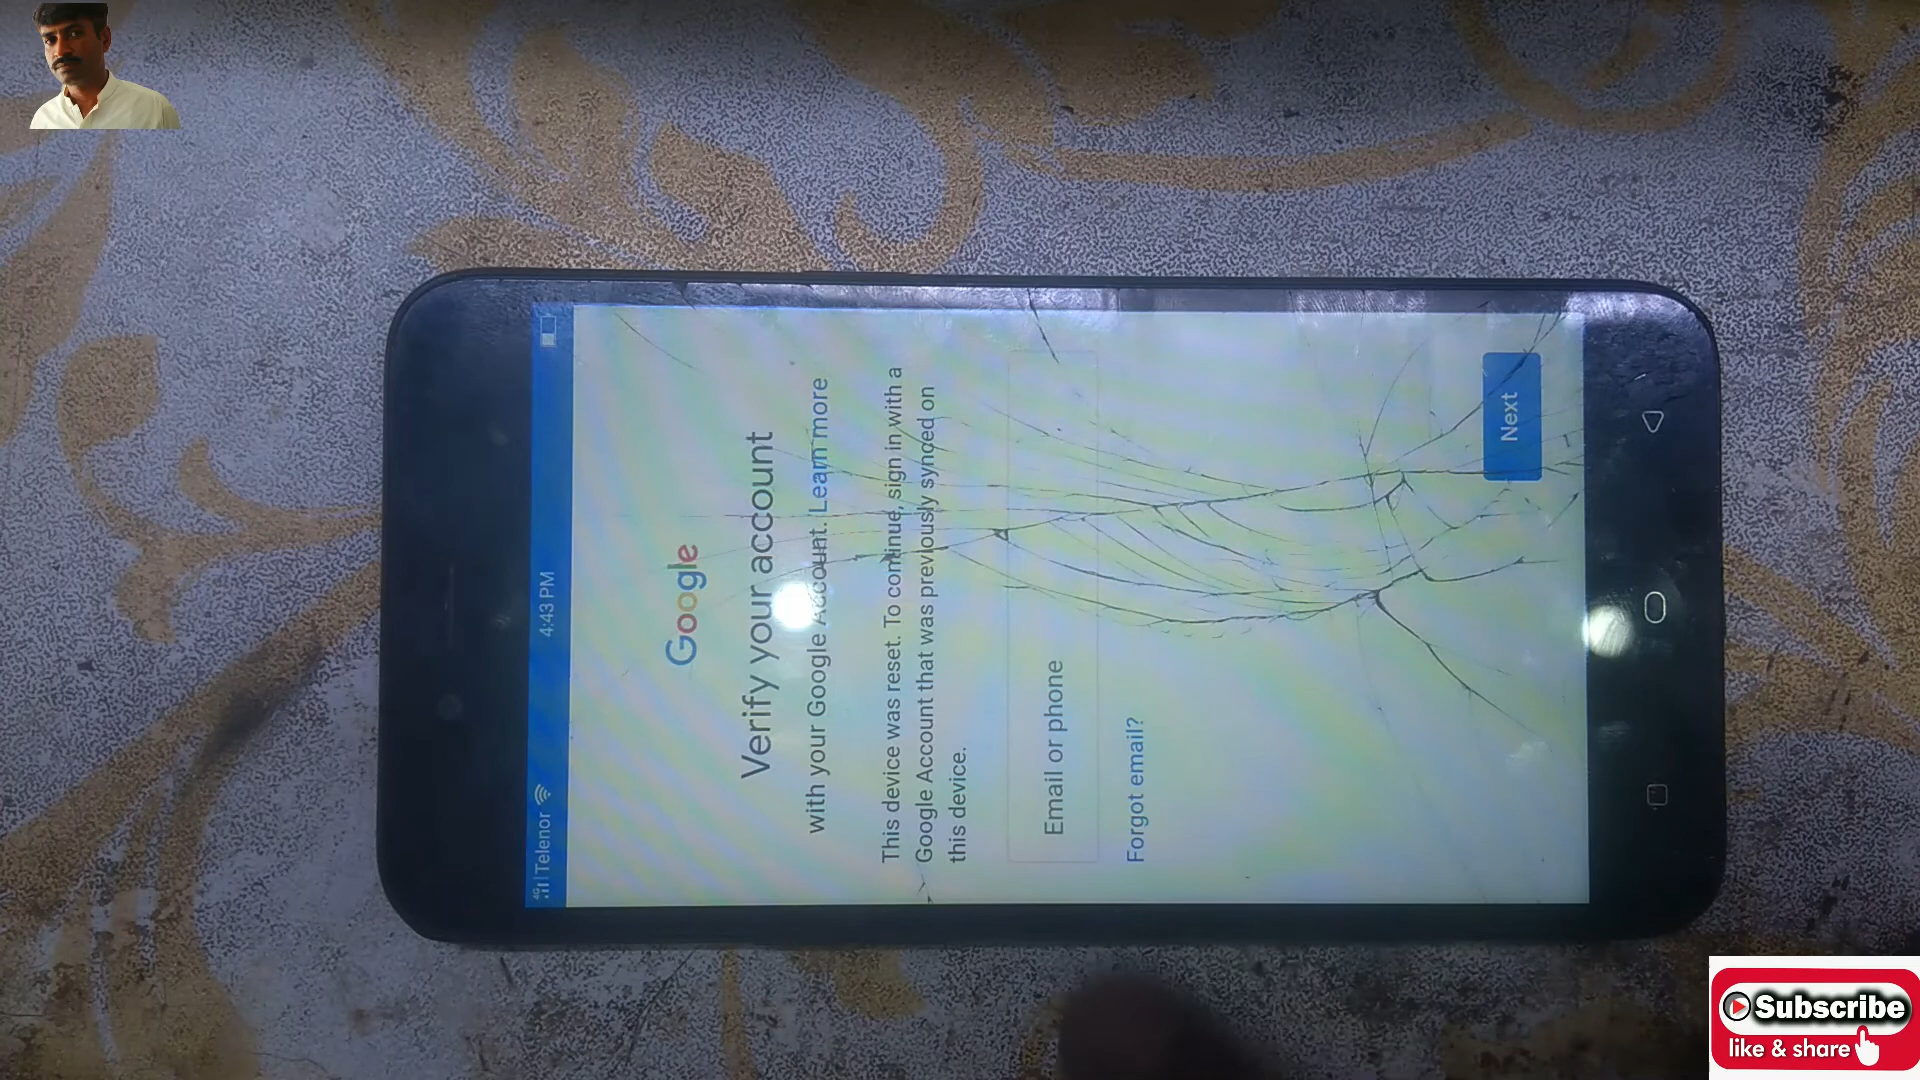 4G Telenor 4:43 PM
Google
Verify your account
with your Google Account. Learn more
This device was reset. To continue, sign in with a
Google Account that was previously synced on
this device.
Email or phone
Forgot email?
Next
Subscribe
like & share